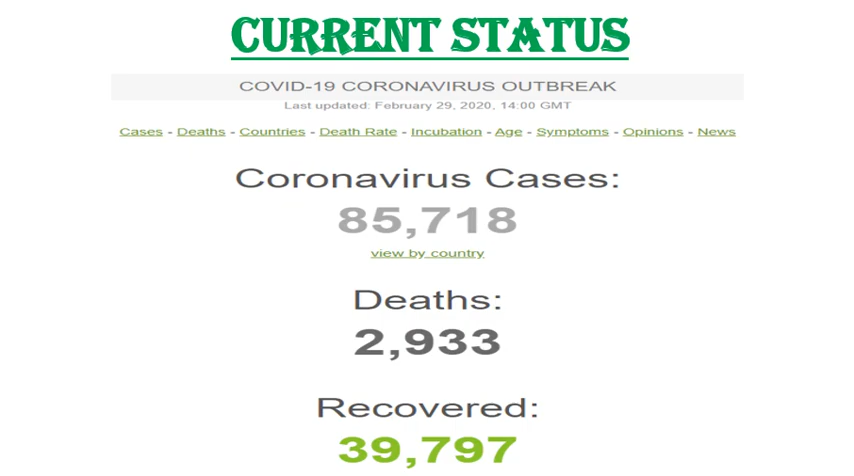 CURRENT STATUS
COVID-19 CORONAVIRUS OUTBREAK
Last updated: February 29, 2020, 14:00 GMT
Cases - Deaths - Countries - Death Rate - Incubation - Age - Symptoms - Opinions - News
Coronavirus Cases:
85,718
view by country
Deaths:
2,933
Recovered:
39,797